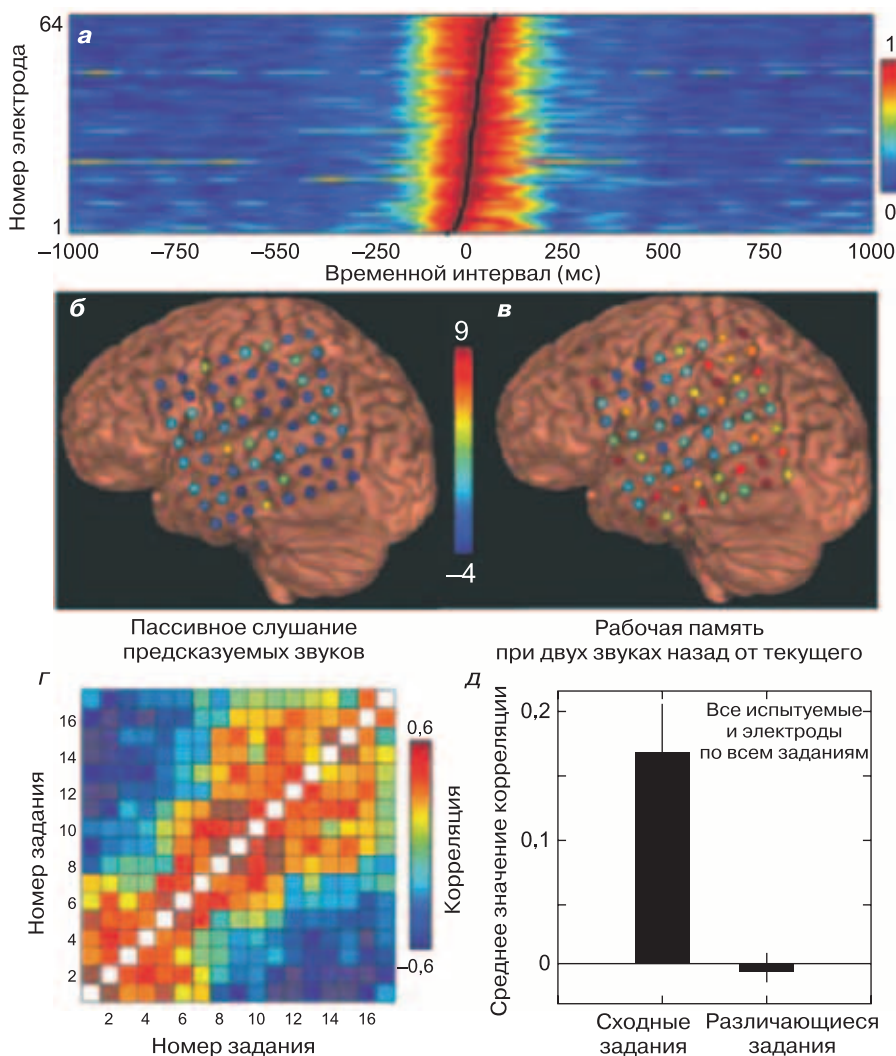 64
а
1
Номер электрода
1
0
–1000 –750 –550 –250 0 250 500 750 1000
Временной интервал (мс)
б
9
в
–4
Пассивное слушание
предсказуемых звуков
Рабочая память
при двух звуках назад от текущего
г
16
14
12
10
8
6
4
2
Номер задания
2 4 6 8 10 12 14 16
Номер задания
0,6
Корреляция
–0,6
д
0,2
0,1
0
Среднее значение корреляции
Все испытуемые
и электроды
по всем заданиям
Сходные
задания
Различающиеся
задания